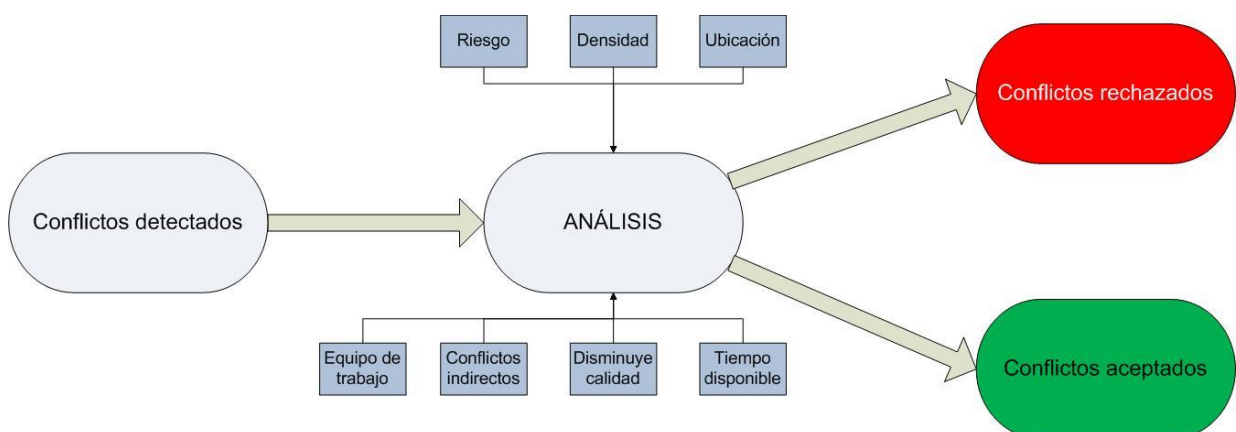 Riesgo
Densidad
Ubicación
Conflictos rechazados
Conflictos detectados
ANÁLISIS
Equipo de
trabajo
Conflictos
indirectos
Disminuye
calidad
Tiempo
disponible
Conflictos aceptados